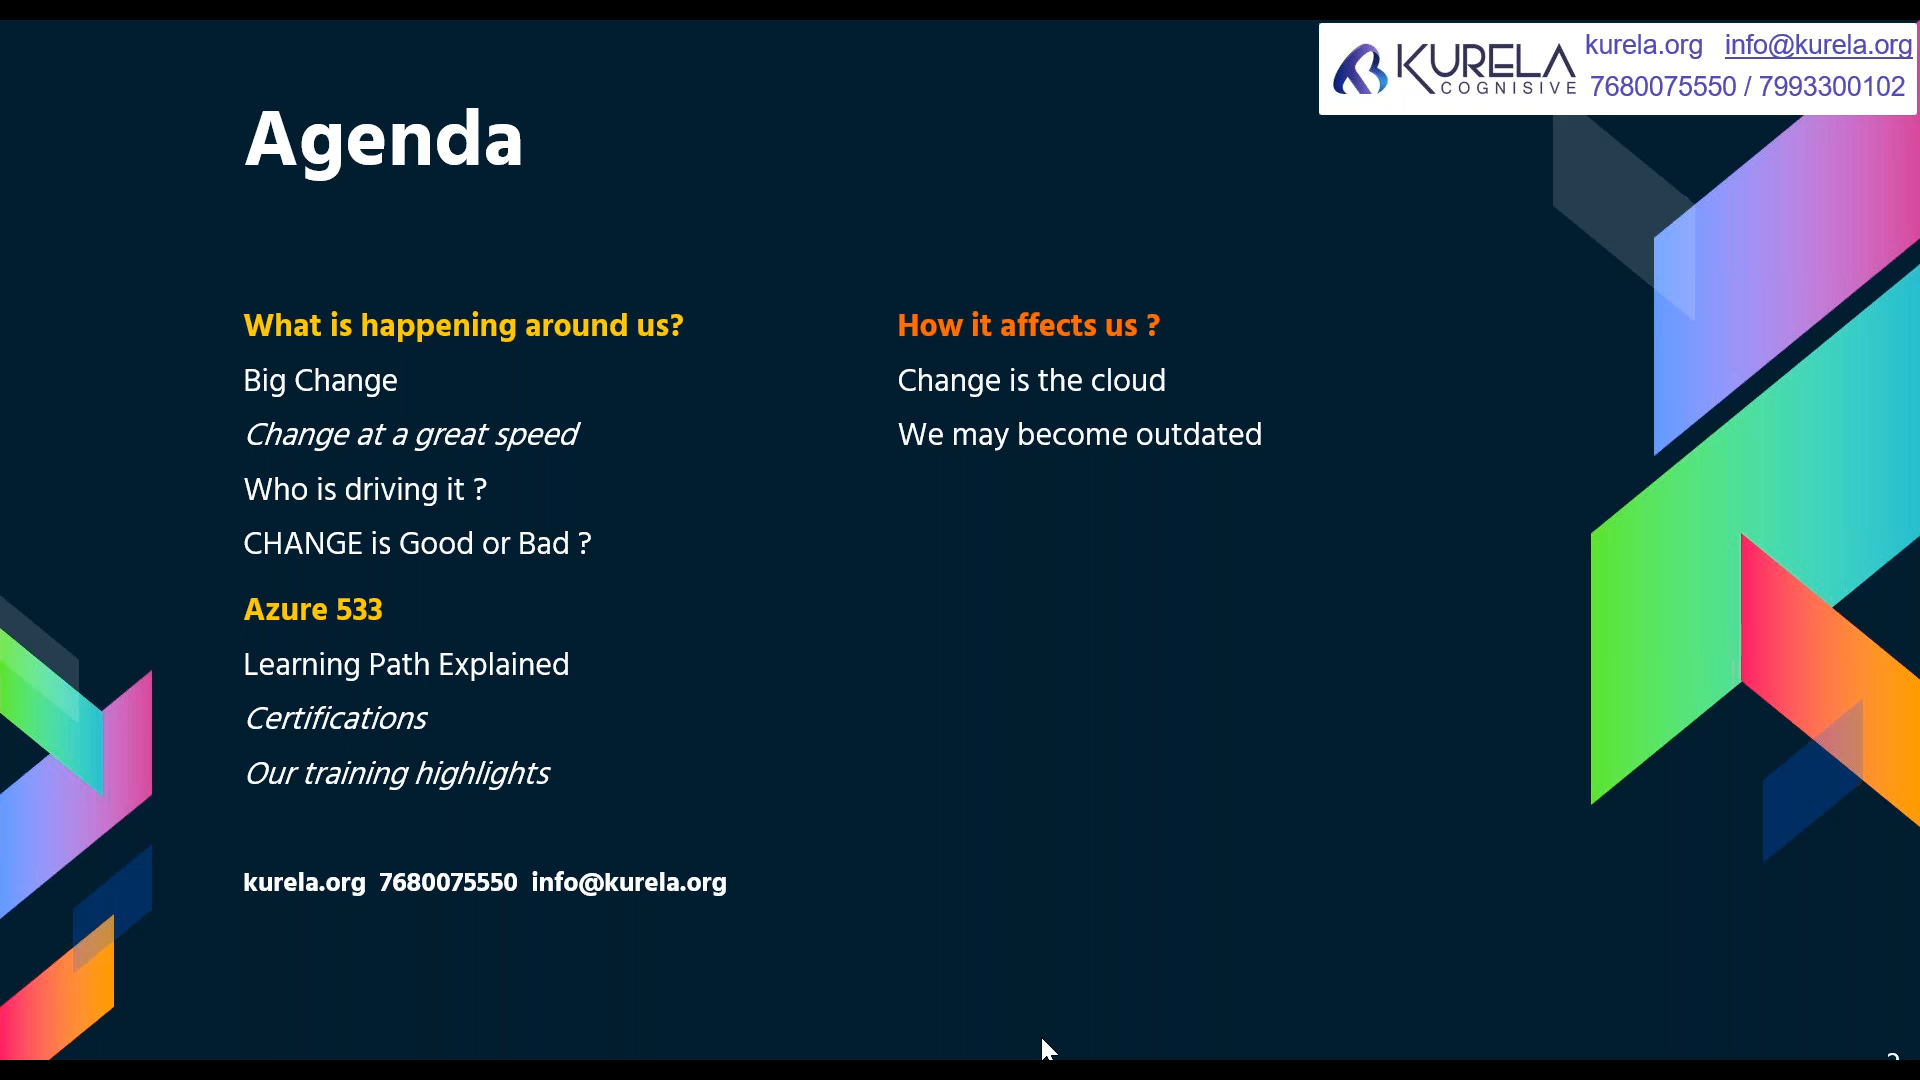 KURELA
COGNISIVE
kurela.org info@kurela.org
7680075550 / 7993300102
Agenda
What is happening around us?
Big Change
Change at a great speed
Who is driving it ?
CHANGE is Good or Bad ?
Azure 533
Learning Path Explained
Certifications
Our training highlights
kurela.org 7680075550 info@kurela.org
How it affects us ?
Change is the cloud
We may become outdated